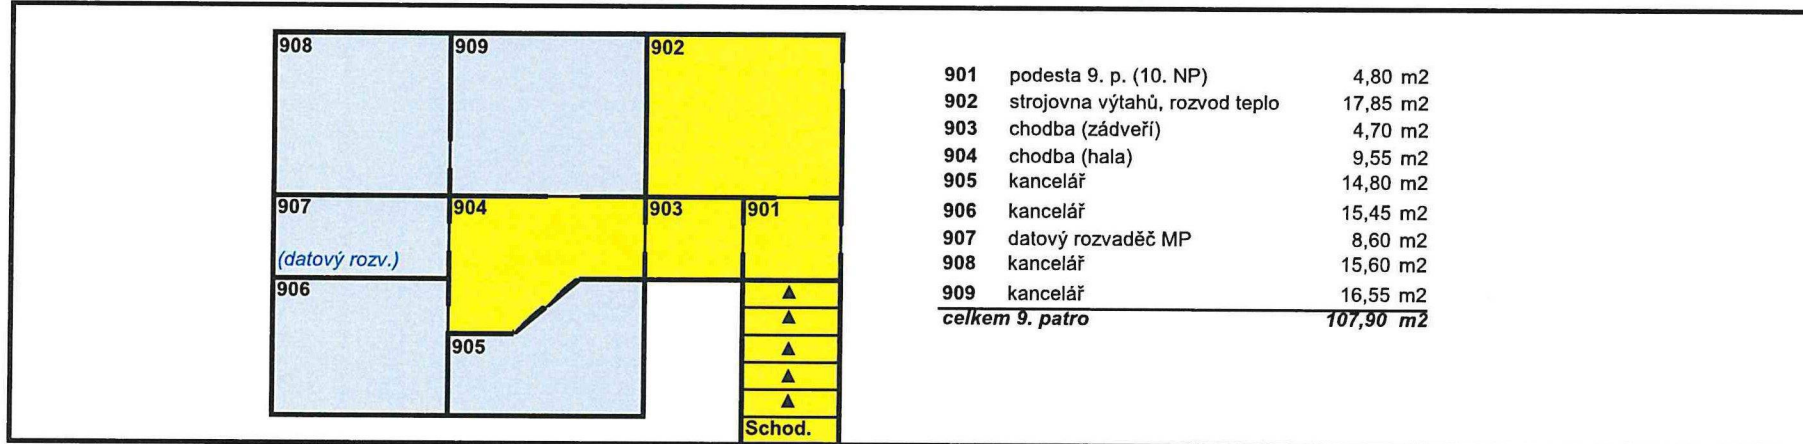 908 909 902
907 904 903 901
(datový rozv.)
906
905
Schod.
901 podesta 9. p. (10. NP) 4,80 m2
902 strojovna výtahů, rozvod teplo 17,85 m2
903 chodba (zádveří) 4,70 m2
904 chodba (hala) 9,55 m2
905 kancelář 14,80 m2
906 kancelář 15,45 m2
907 datový rozvaděč MP 8,60 m2
908 kancelář 15,60 m2
909 kancelář 16,55 m2
celkem 9. patro 107,90 m2